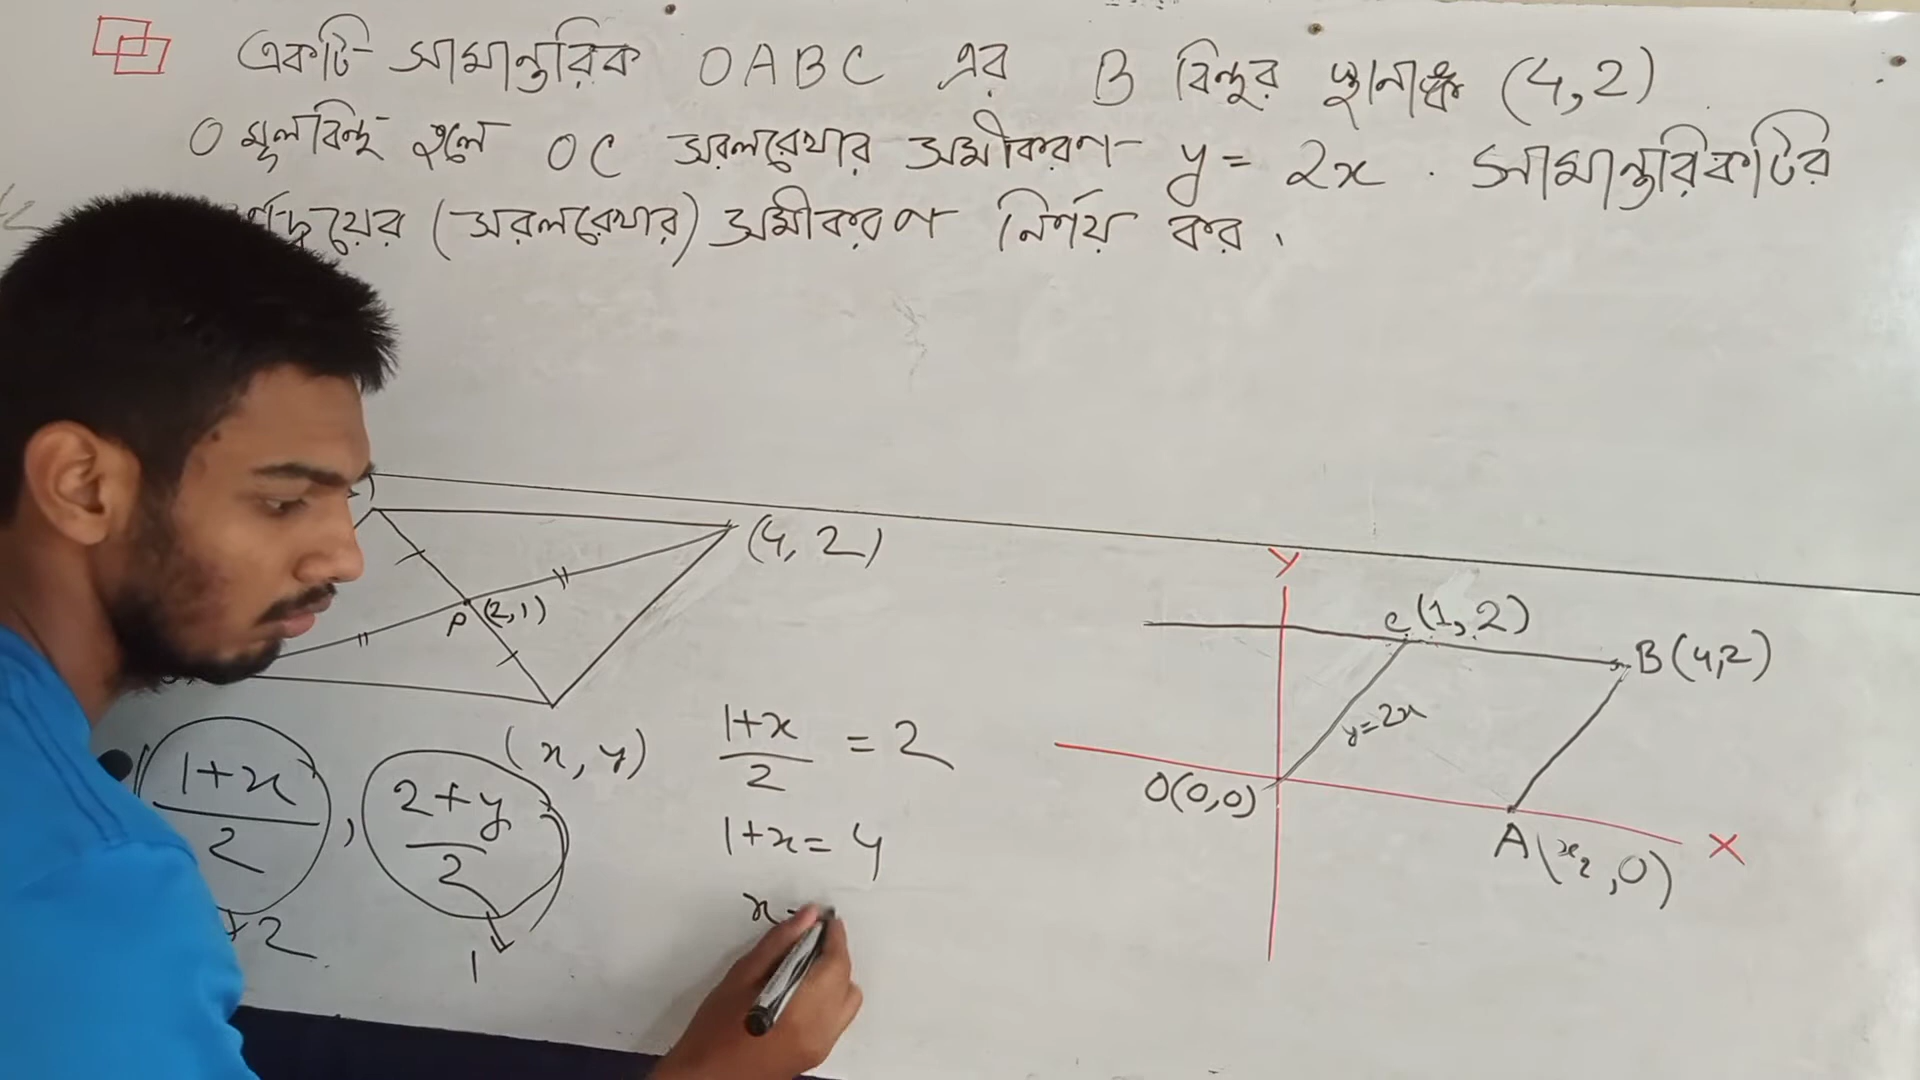 একটি সামান্তরিক OABC এর B বিন্দুর স্থানাঙ্ক (4,2)
O মূলবিন্দু হলে OC সরলরেখার সমীকরণ y = 2x . সামান্তরিকটির
(সরলরেখার) সমীকরণ নির্ণয় কর .
(4, 2)
P (2,1)
(x, y)
1+x/2 , 2+y/2
2
1
1+x/2 = 2
1+x = 4
x =
Y
C (1, 2)
B (4,2)
y=2x
O(0,0)
A(x₂,0)
X